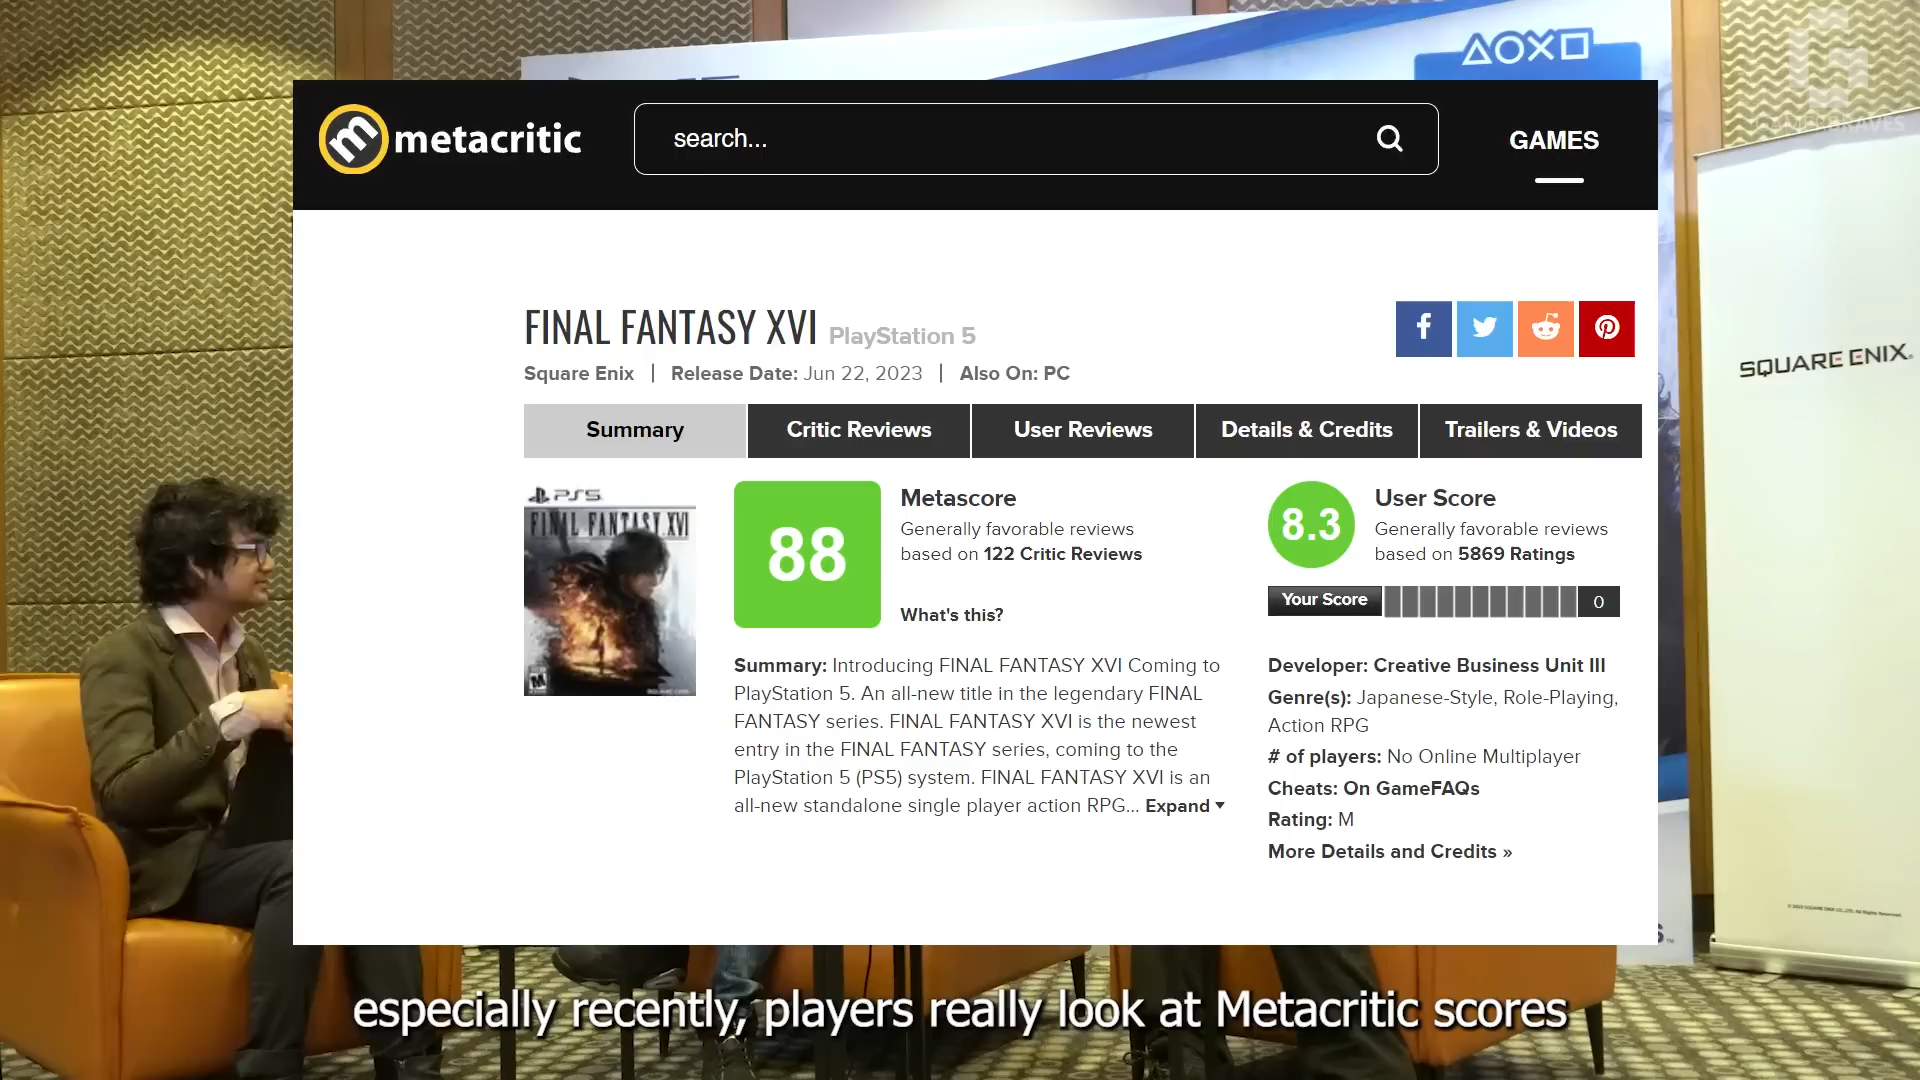 GAMERBRAVES
metacritic
search...
GAMES
FINAL FANTASY XVI PlayStation 5
Square Enix | Release Date: Jun 22, 2023 | Also On: PC
Summary
Critic Reviews
User Reviews
Details & Credits
Trailers & Videos
PS5
FINAL FANTASY XVI
M
SQUARE ENIX
88
Metascore
Generally favorable reviews
based on 122 Critic Reviews
What's this?
Summary: Introducing FINAL FANTASY XVI Coming to
PlayStation 5. An all-new title in the legendary FINAL
FANTASY series. FINAL FANTASY XVI is the newest
entry in the FINAL FANTASY series, coming to the
PlayStation 5 (PS5) system. FINAL FANTASY XVI is an
all-new standalone single player action RPG... Expand
8.3
User Score
Generally favorable reviews
based on 5869 Ratings
Your Score
0
Developer: Creative Business Unit III
Genre(s): Japanese-Style, Role-Playing,
Action RPG
# of players: No Online Multiplayer
Cheats: On GameFAQs
Rating: M
More Details and Credits »
SQUARE ENIX.
especially recently, players really look at Metacritic scores